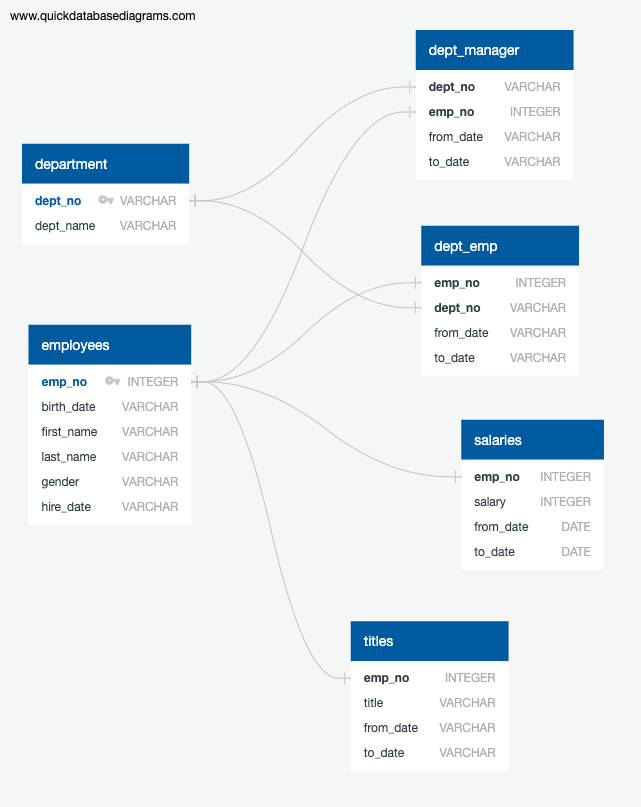 www.quickdatabasediagrams.com
dept_manager
dept_no VARCHAR
emp_no INTEGER
from_date VARCHAR
to_date VARCHAR
department
dept_no VARCHAR
dept_name VARCHAR
dept_emp
emp_no INTEGER
dept_no VARCHAR
from_date VARCHAR
to_date VARCHAR
employees
emp_no INTEGER
birth_date VARCHAR
first_name VARCHAR
last_name VARCHAR
gender VARCHAR
hire_date VARCHAR
salaries
emp_no INTEGER
salary INTEGER
from_date DATE
to_date DATE
titles
emp_no INTEGER
title VARCHAR
from_date VARCHAR
to_date VARCHAR